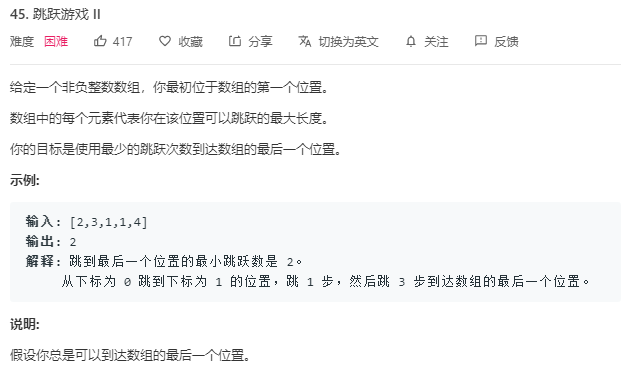 45. 跳跃游戏 II
难度 困难 417 收藏 分享 切换为英文 关注 反馈
给定一个非负整数数组，你最初位于数组的第一个位置。
数组中的每个元素代表你在该位置可以跳跃的最大长度。
你的目标是使用最少的跳跃次数到达数组的最后一个位置。
示例:
输入: [2,3,1,1,4]
输出: 2
解释: 跳到最后一个位置的最小跳跃数是 2。
从下标为 0 跳到下标为 1 的位置，跳 1 步，然后跳 3 步到达数组的最后一个位置。
说明:
假设你总是可以到达数组的最后一个位置。